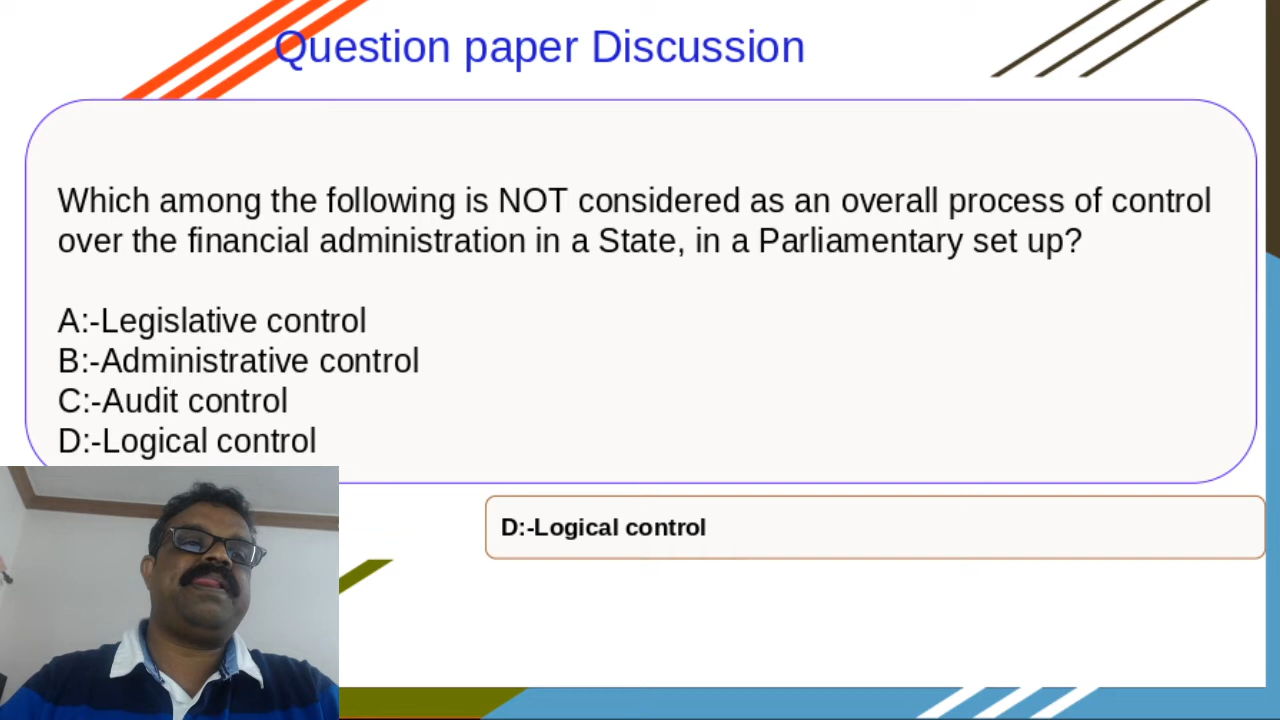 Question paper Discussion
Which among the following is NOT considered as an overall process of control
over the financial administration in a State, in a Parliamentary set up?
A:-Legislative control
B:-Administrative control
C:-Audit control
D:-Logical control
D:-Logical control